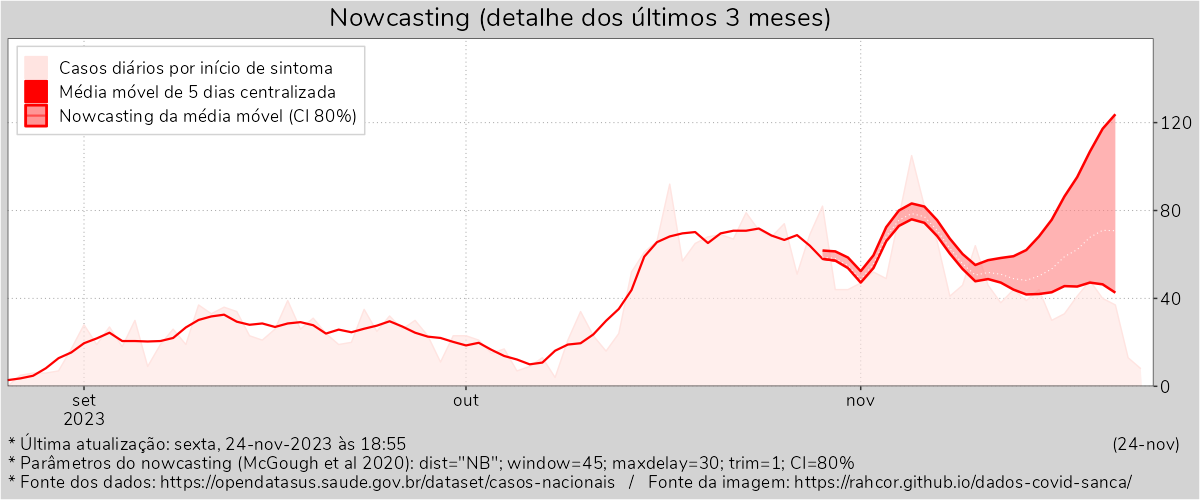 Nowcasting (detalhe dos últimos 3 meses)
Casos diários por início de sintoma
Média móvel de 5 dias centralizada
Nowcasting da média móvel (CI 80%)
120
80
40
0
set
2023
out
nov
* Última atualização: sexta, 24-nov-2023 às 18:55
(24-nov)
* Parâmetros do nowcasting (McGough et al 2020): dist="NB"; window=45; maxdelay=30; trim=1; CI=80%
* Fonte dos dados: https://opendatasus.saude.gov.br/dataset/casos-nacionais / Fonte da imagem: https://rahcor.github.io/dados-covid-sanca/